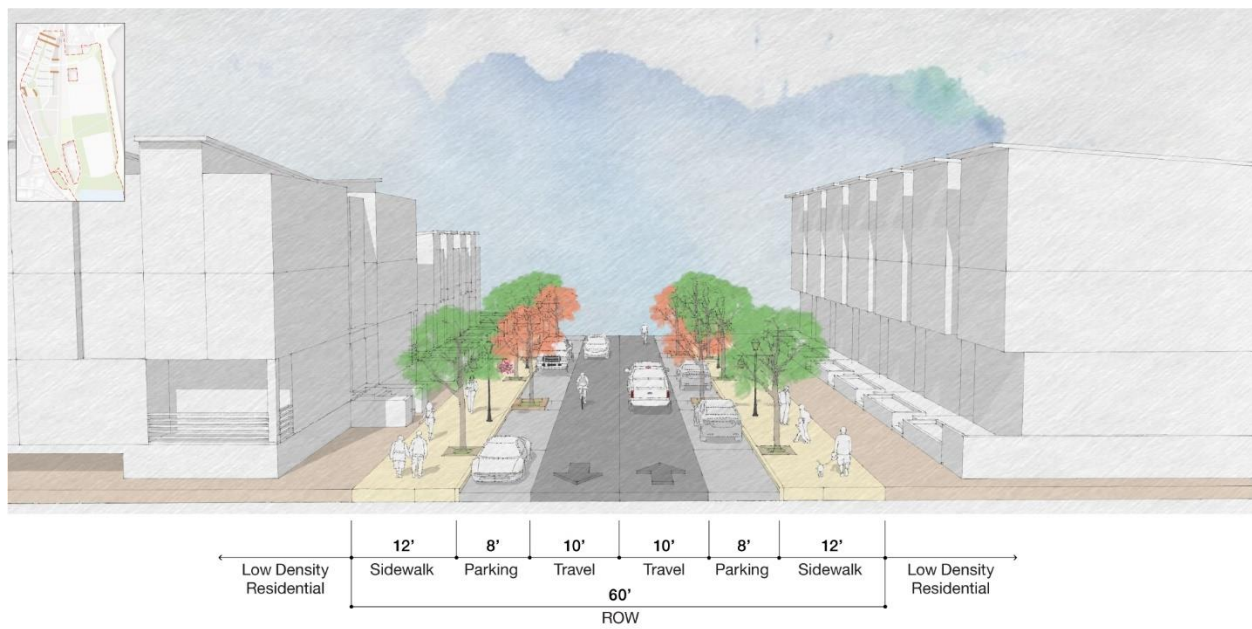 12' 8' 10' 10' 8' 12'
Low Density Residential Sidewalk Parking Travel Travel Parking Sidewalk Low Density Residential
60'
ROW